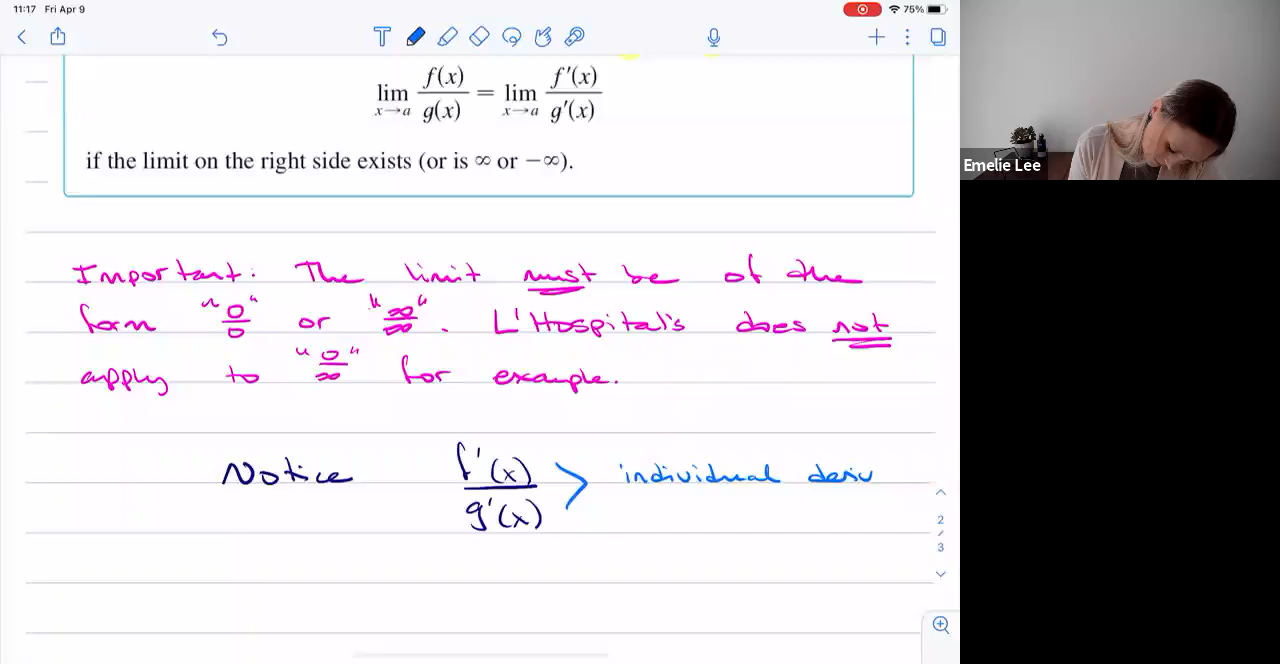 11:17 Fri Apr 9
75%
lim x→a f(x)/g(x) = lim x→a f'(x)/g'(x)
if the limit on the right side exists (or is ∞ or −∞).
Emelie Lee
Important: The limit must be of the
form "0/0" or "∞/∞". L'Hospital's does not
apply to "0/∞" for example.
Notice f'(x)/g'(x) > individual deriv
2
/
3